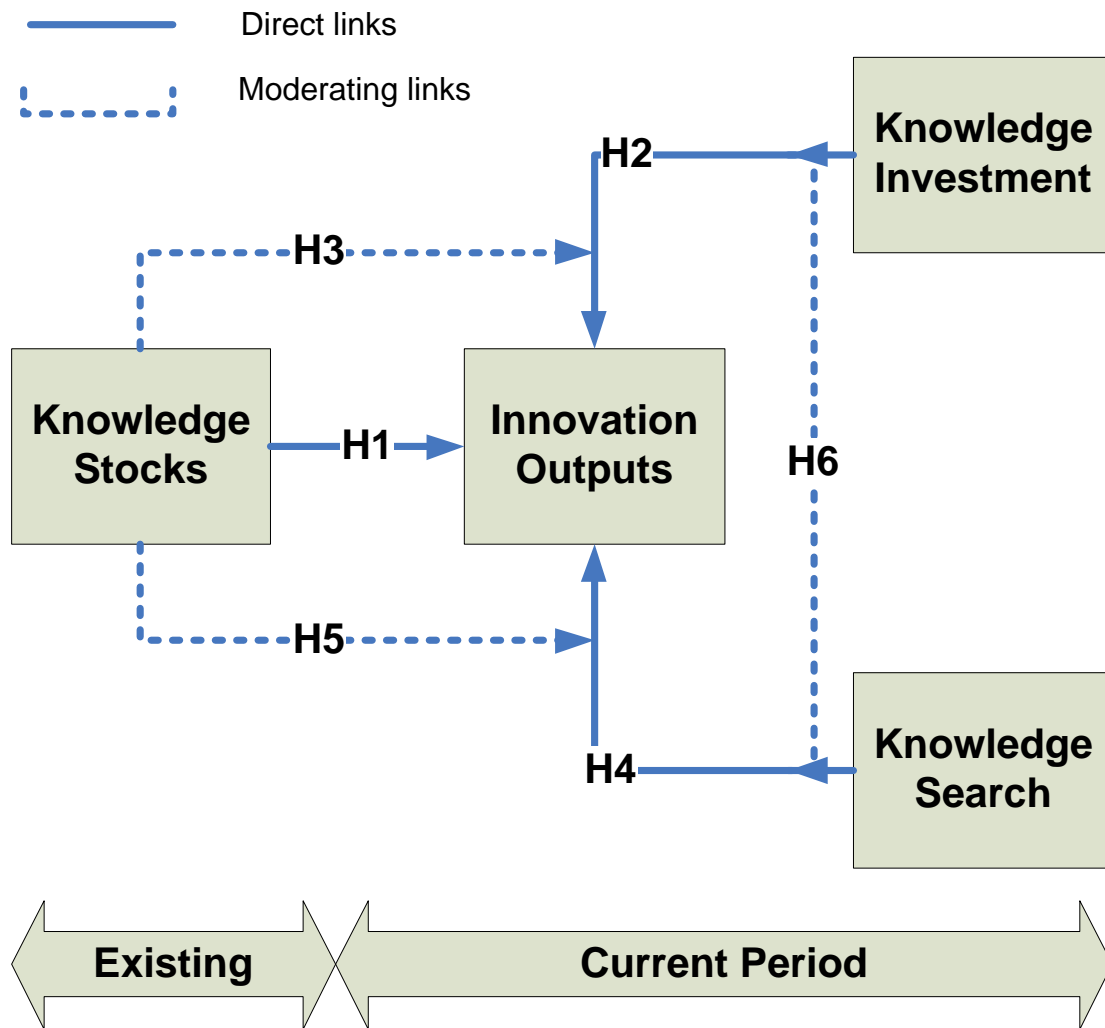 Direct links
Moderating links
Knowledge
Investment
H2
H3
Knowledge
Stocks
H1
Innovation
Outputs
H6
H5
H4
Knowledge
Search
Existing
Current Period